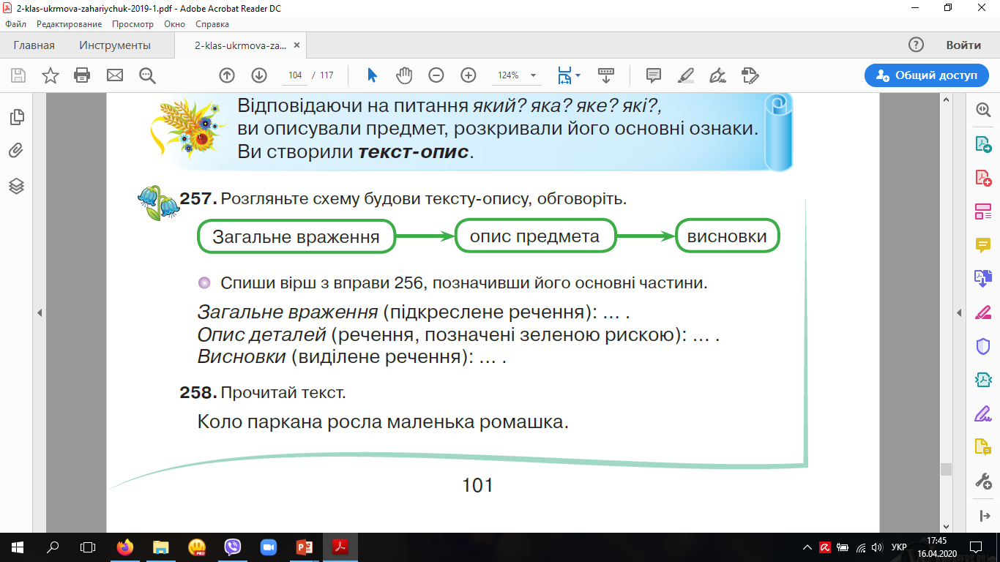 2-klas-ukrmova-zahariychuk-2019-1.pdf - Adobe Acrobat Reader DC
Файл Редактирование Просмотр Окно Справка
Главная Инструменты 2-klas-ukrmova-za... × Войти
104 / 117 124% Общий доступ
Відповідаючи на питання який? яка? яке? які?,
ви описували предмет, розкривали його основні ознаки.
Ви створили текст-опис.
257. Розгляньте схему будови тексту-опису, обговоріть.
Загальне враження опис предмета висновки
Спиши вірш з вправи 256, позначивши його основні частини.
Загальне враження (підкреслене речення): ... .
Опис деталей (речення, позначені зеленою рискою): ... .
Висновки (виділене речення): ... .
258. Прочитай текст.
Коло паркана росла маленька ромашка.
101
PRO
УКР 17:45
16.04.2020